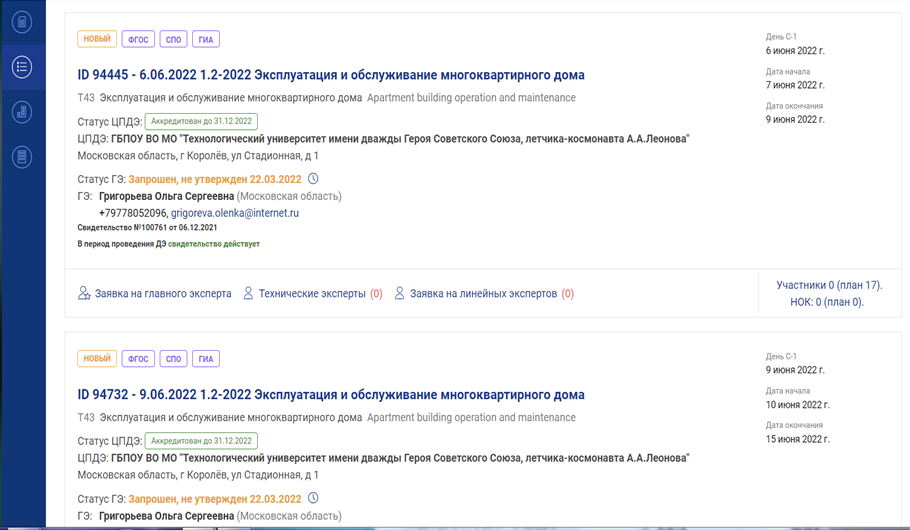 НОВЫЙ ФГОС СПО ГИА
День С-1
6 июня 2022 г.
ID 94445 - 6.06.2022 1.2-2022 Эксплуатация и обслуживание многоквартирного дома
Дата начала
7 июня 2022 г.
T43 Эксплуатация и обслуживание многоквартирного дома Apartment building operation and maintenance
Дата окончания
9 июня 2022 г.
Статус ЦПДЭ: Аккредитован до 31.12.2022
ЦПДЭ: ГБПОУ ВО МО "Технологический университет имени дважды Героя Советского Союза, летчика-космонавта А.А.Леонова"
Московская область, г Королёв, ул Стадионная, д 1
Статус ГЭ: Запрошен, не утвержден 22.03.2022
ГЭ: Григорьева Ольга Сергеевна (Московская область)
+79778052096, grigoreva.olenka@internet.ru
Свидетельство №100761 от 06.12.2021
В период проведения ДЭ свидетельство действует
Заявка на главного эксперта Технические эксперты (0) Заявка на линейных экспертов (0)
Участники 0 (план 17).
НОК: 0 (план 0).
НОВЫЙ ФГОС СПО ГИА
День С-1
9 июня 2022 г.
ID 94732 - 9.06.2022 1.2-2022 Эксплуатация и обслуживание многоквартирного дома
Дата начала
10 июня 2022 г.
T43 Эксплуатация и обслуживание многоквартирного дома Apartment building operation and maintenance
Дата окончания
15 июня 2022 г.
Статус ЦПДЭ: Аккредитован до 31.12.2022
ЦПДЭ: ГБПОУ ВО МО "Технологический университет имени дважды Героя Советского Союза, летчика-космонавта А.А.Леонова"
Московская область, г Королёв, ул Стадионная, д 1
Статус ГЭ: Запрошен, не утвержден 22.03.2022
ГЭ: Григорьева Ольга Сергеевна (Московская область)